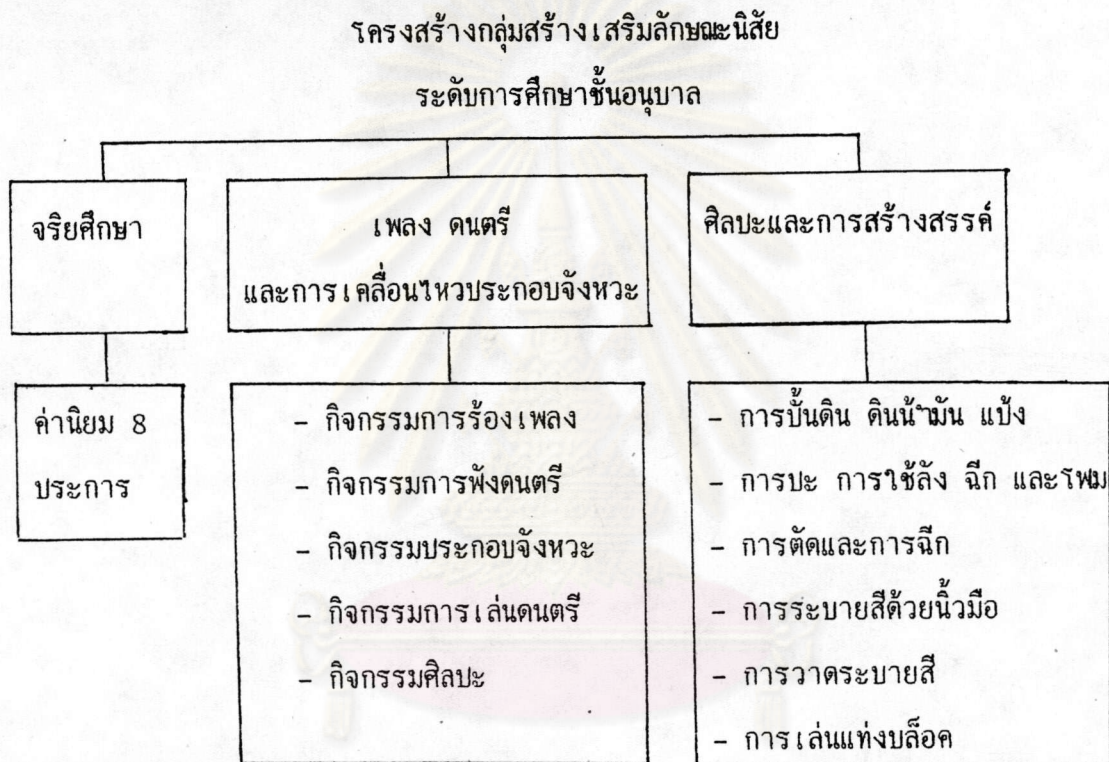 โครงสร้างกลุ่มสร้างเสริมลักษณะนิสัย
ระดับการศึกษาชั้นอนุบาล
จริยศึกษา
เพลง ดนตรี
และการเคลื่อนไหวประกอบจังหวะ
ศิลปะและการสร้างสรรค์
ค่านิยม 8
ประการ
- กิจกรรมการร้องเพลง
- กิจกรรมการฟังดนตรี
- กิจกรรมประกอบจังหวะ
- กิจกรรมการเล่นดนตรี
- กิจกรรมศิลปะ
- การปั้นดิน ดินน้ำมัน แป้ง
- การปะ การใช้ลัง ฉีก และโฟม
- การตัดและการฉีก
- การระบายสีด้วยนิ้วมือ
- การวาดระบายสี
- การเล่นแท่งบล็อค